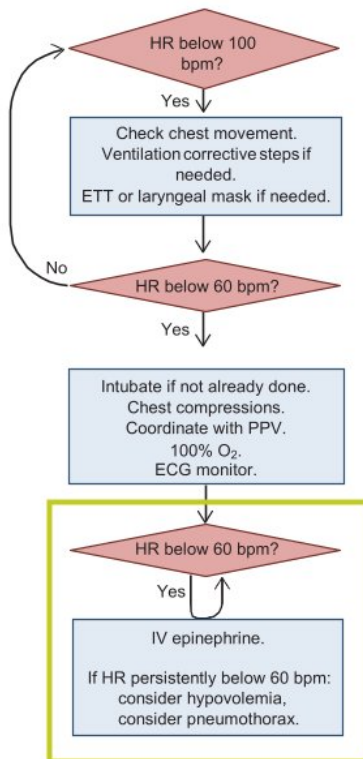 HR below 100
bpm?
Yes
Check chest movement.
Ventilation corrective steps if
needed.
ETT or laryngeal mask if needed.
No
HR below 60 bpm?
Yes
Intubate if not already done.
Chest compressions.
Coordinate with PPV.
100% O₂.
ECG monitor.
HR below 60 bpm?
Yes
IV epinephrine.
If HR persistently below 60 bpm:
consider hypovolemia,
consider pneumothorax.